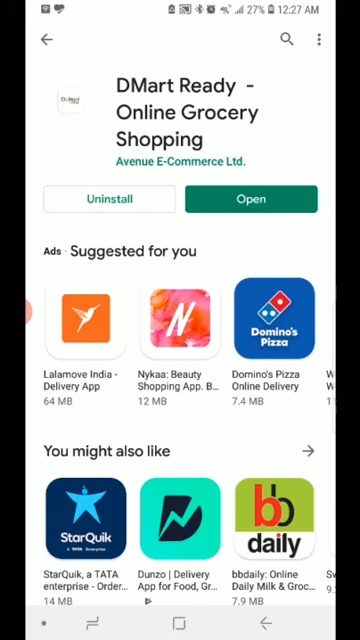 27% 12:27 AM
DMart Ready -
Online Grocery
Shopping
Avenue E-Commerce Ltd.
Uninstall
Open
Ads · Suggested for you
Domino's
Pizza
Lalamove India -
Delivery App
64 MB
Nykaa: Beauty
Shopping App. B...
12 MB
Domino's Pizza
Online Delivery
7.4 MB
You might also like
StarQuik
A TATA Enterprise
bb
daily
StarQuik, a TATA
enterprise - Order...
14 MB
Dunzo | Delivery
App for Food, Gr...
bbdaily: Online
Daily Milk & Groc...
7.9 MB